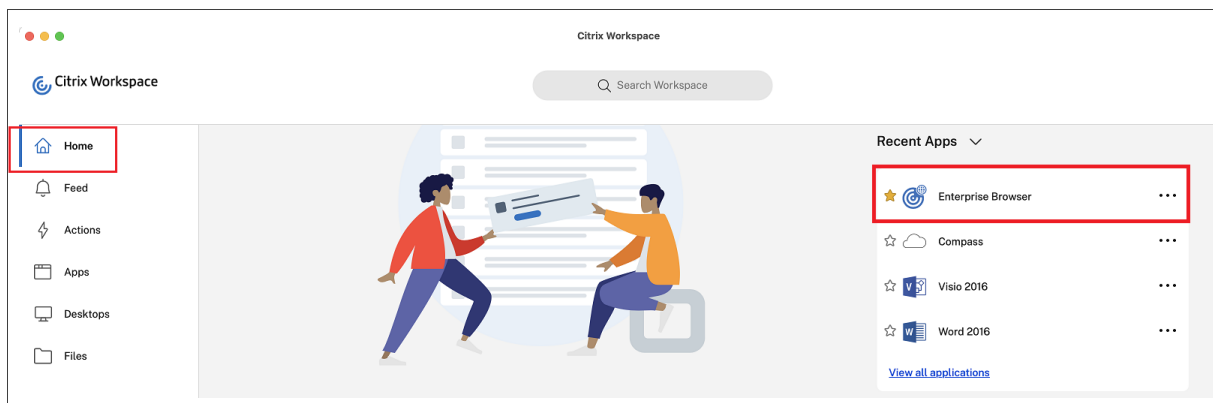 Citrix Workspace
Citrix Workspace
Search Workspace
Home
Feed
Actions
Apps
Desktops
Files
Recent Apps
Enterprise Browser
Compass
Visio 2016
Word 2016
View all applications